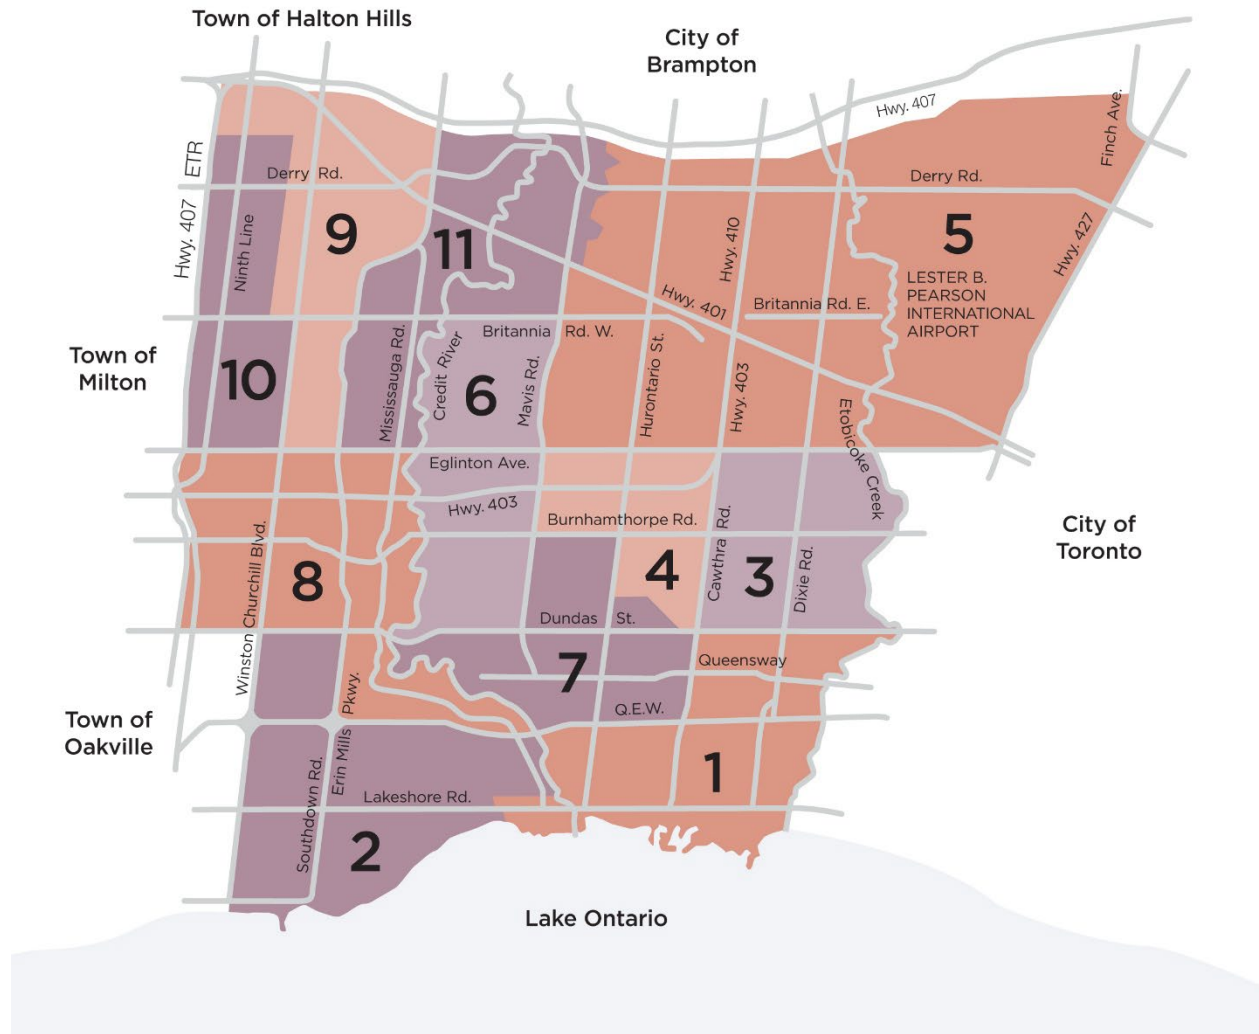 Town of Halton Hills
City of
Brampton
Hwy. 407
Finch Ave.
Hwy. 407 ETR
Derry Rd.
Derry Rd.
Ninth Line
9
11
Hwy. 410
5
Hwy. 427
LESTER B.
PEARSON
INTERNATIONAL
AIRPORT
Hwy. 401
Britannia Rd. E.
Britannia Rd. W.
Town of
Milton
10
Mississauga Rd.
Credit River
6
Mavis Rd.
Hurontario St.
Hwy. 403
Etobicoke Creek
Eglinton Ave.
Hwy. 403
Burnhamthorpe Rd.
City of
Toronto
Winston Churchill Blvd.
8
4
Cawthra Rd.
3
Dixie Rd.
Dundas St.
7
Queensway
Town of
Oakville
Erin Mills Pkwy.
Q.E.W.
1
Southdown Rd.
Lakeshore Rd.
2
Lake Ontario